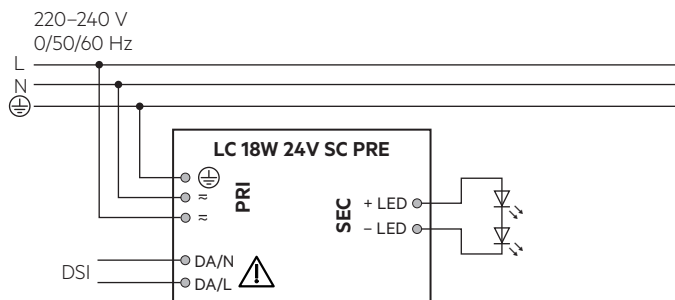 220–240 V
0/50/60 Hz
L
N
LC 18W 24V SC PRE
PRI
≂
≂
SEC
+ LED
– LED
DSI
DA/N
DA/L